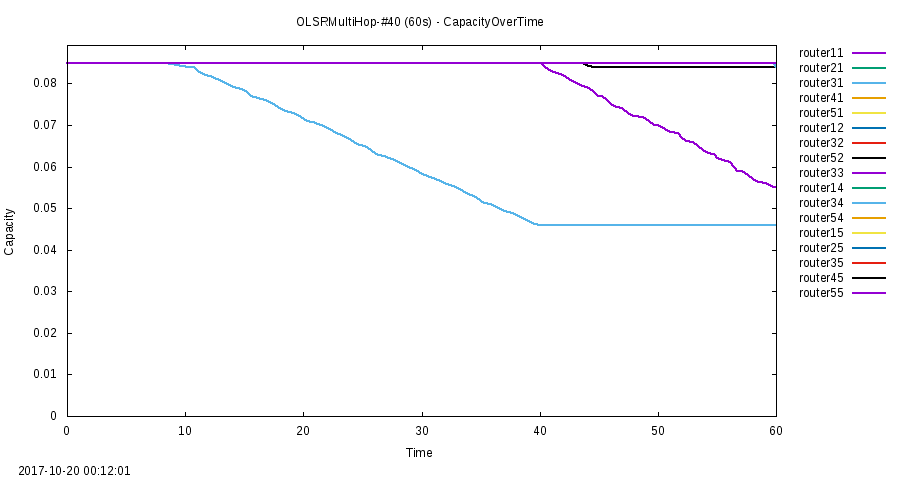 OLSRMultiHop-#40 (60s) - CapacityOverTime
router11
router21
router31
router41
router51
router12
router32
router52
router33
router14
router34
router54
router15
router25
router35
router45
router55
0.08
0.07
0.06
0.05
0.04
0.03
0.02
0.01
0
Capacity
0 10 20 30 40 50 60
Time
2017-10-20 00:12:01